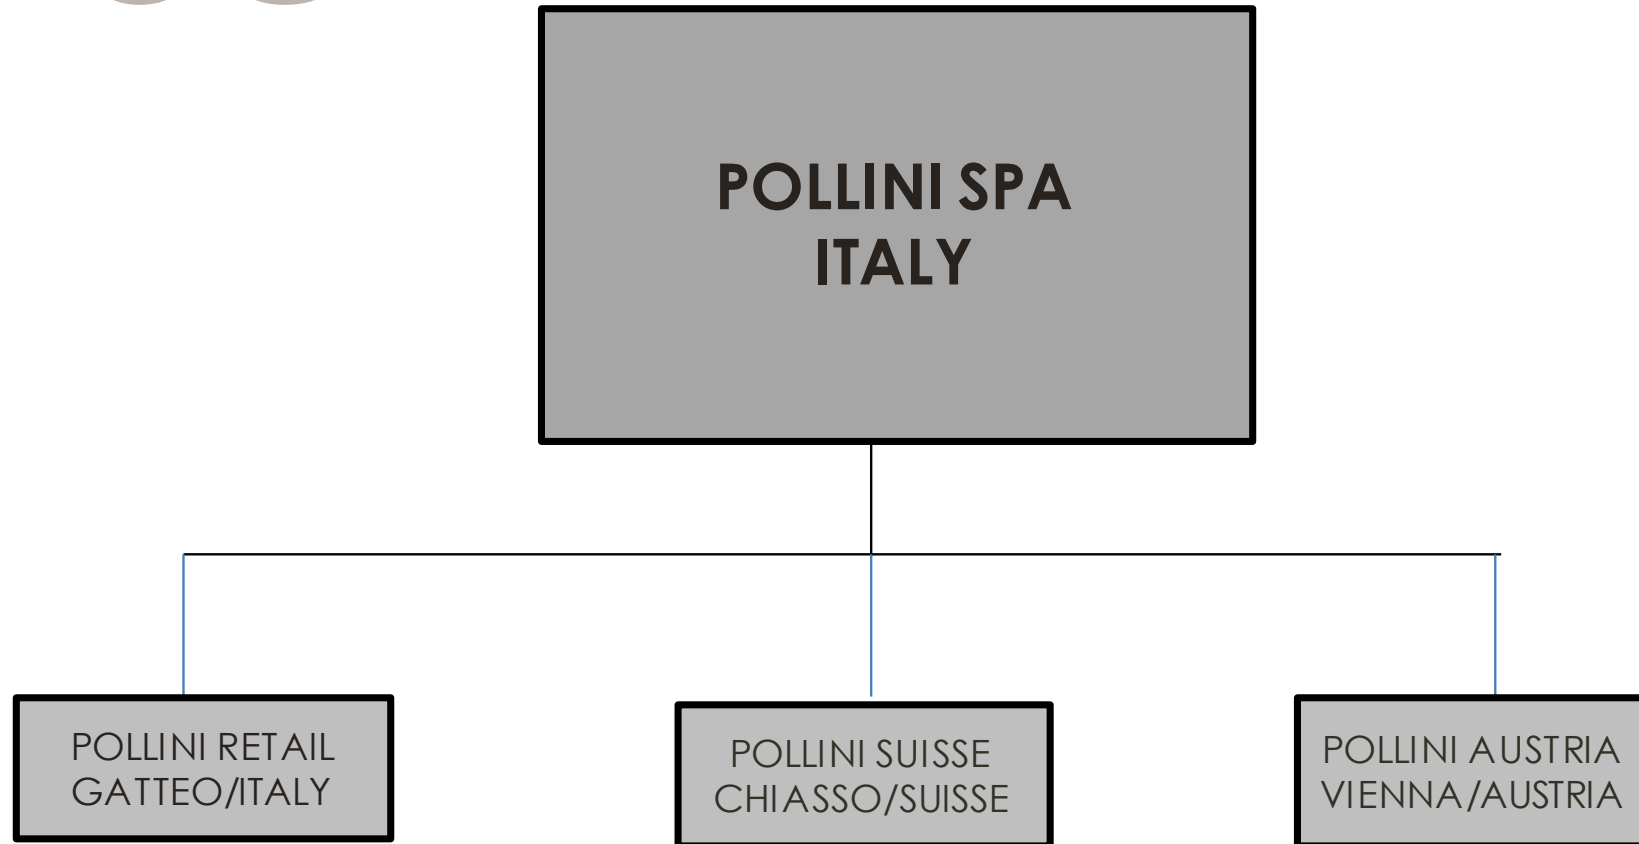 POLLINI SPA
ITALY
POLLINI RETAIL
GATTEO/ITALY
POLLINI SUISSE
CHIASSO/SUISSE
POLLINI AUSTRIA
VIENNA/AUSTRIA